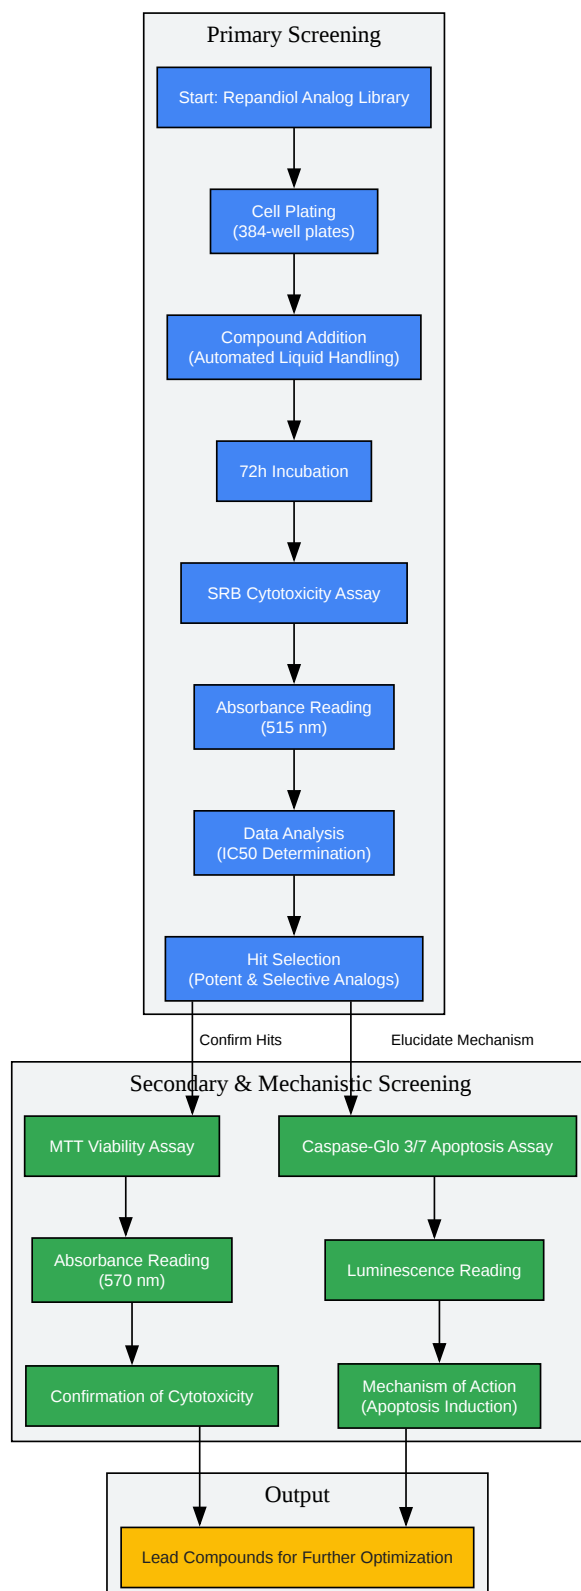 Primary Screening
Start: Repandiol Analog Library
Cell Plating
(384-well plates)
Compound Addition
(Automated Liquid Handling)
72h Incubation
SRB Cytotoxicity Assay
Absorbance Reading
(515 nm)
Data Analysis
(IC50 Determination)
Hit Selection
(Potent & Selective Analogs)
Confirm Hits
Elucidate Mechanism
Secondary & Mechanistic Screening
MTT Viability Assay
Caspase-Glo 3/7 Apoptosis Assay
Absorbance Reading
(570 nm)
Luminescence Reading
Confirmation of Cytotoxicity
Mechanism of Action
(Apoptosis Induction)
Output
Lead Compounds for Further Optimization